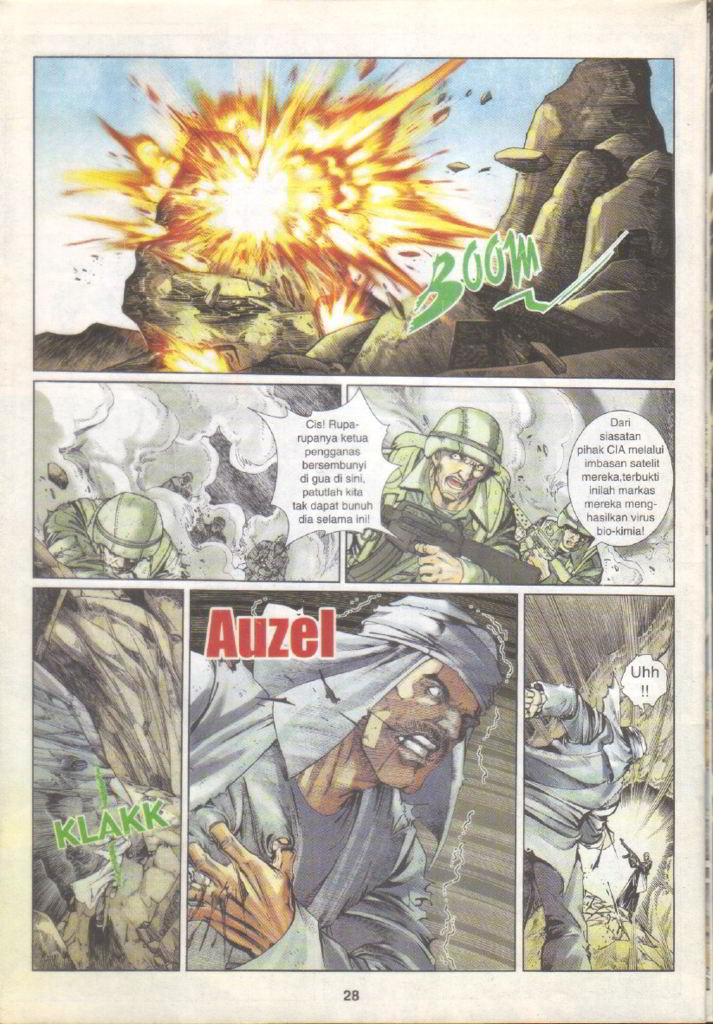 BOOM
Cis! Rupa-
rupanya ketua
pengganas
bersembunyi
di gua di sini,
patutlah kita
tak dapat bunuh
dia selama ini!
Dari
siasatan
pihak CIA melalui
imbasan satelit
mereka,terbukti
inilah markas
mereka meng-
hasilkan virus
bio-kimia!
KLAKK
Auzel
Uhh
!!
28